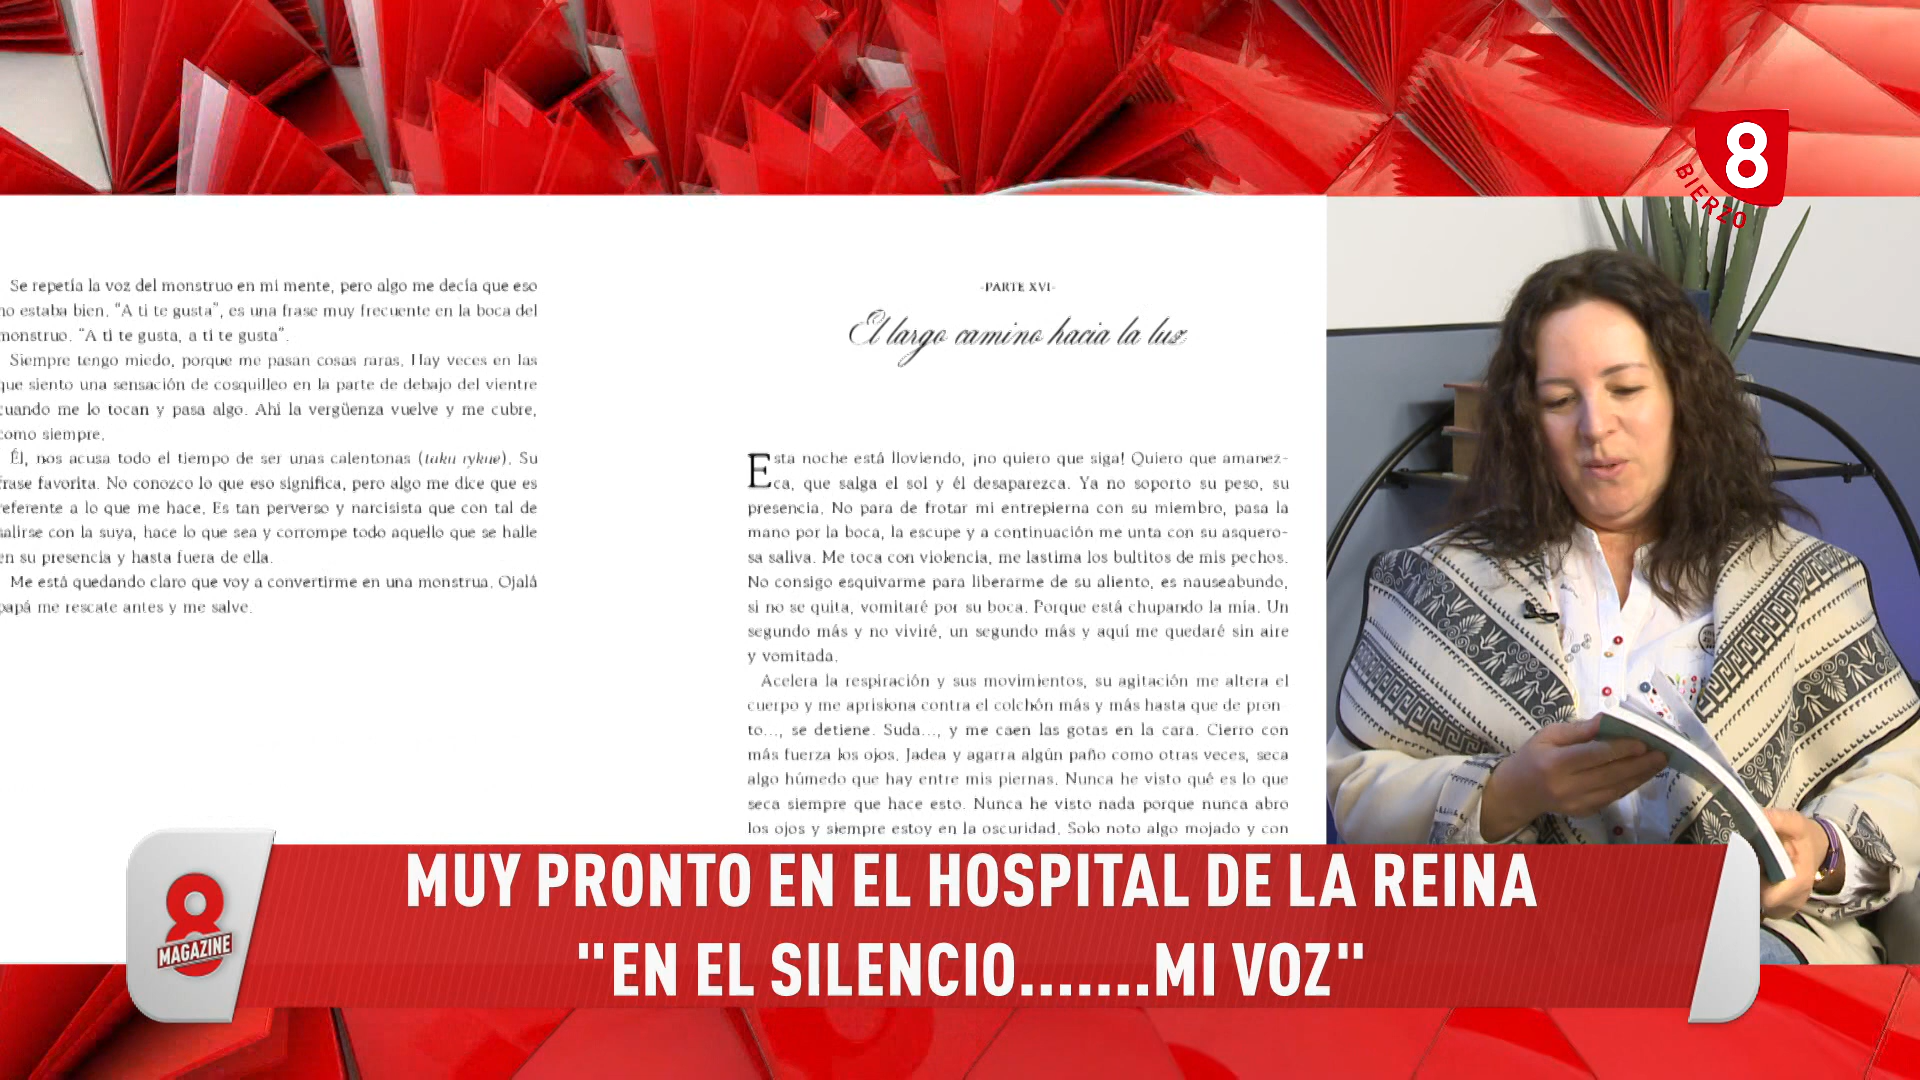 8
BIERZO
Se repetía la voz del monstruo en mi mente, pero algo me decía que eso
no estaba bien. “A ti te gusta”, es una frase muy frecuente en la boca del
monstruo. “A ti te gusta, a ti te gusta”.
Siempre tengo miedo, porque me pasan cosas raras. Hay veces en las
que siento una sensación de cosquilleo en la parte de debajo del vientre
cuando me lo tocan y pasa algo. Ahí la vergüenza vuelve y me cubre,
como siempre.
Él, nos acusa todo el tiempo de ser unas calentonas (taku rykue). Su
frase favorita. No conozco lo que eso significa, pero algo me dice que es
referente a lo que me hace. Es tan perverso y narcisista que con tal de
salirse con la suya, hace lo que sea y corrompe todo aquello que se halle
en su presencia y hasta fuera de ella.
Me está quedando claro que voy a convertirme en una monstrua. Ojalá
papá me rescate antes y me salve.
-PARTE XVI-
El largo camino hacia la luz
Esta noche está lloviendo, ¡no quiero que siga! Quiero que amanez-
ca, que salga el sol y él desaparezca. Ya no soporto su peso, su
presencia. No para de frotar mi entrepierna con su miembro, pasa la
mano por la boca, la escupe y a continuación me unta con su asquero-
sa saliva. Me toca con violencia, me lastima los bultitos de mis pechos.
No consigo esquivarme para liberarme de su aliento, es nauseabundo,
si no se quita, vomitaré por su boca. Porque está chupando la mía. Un
segundo más y no viviré, un segundo más y aquí me quedaré sin aire
y vomitada.
Acelera la respiración y sus movimientos, su agitación me altera el
cuerpo y me aprisiona contra el colchón más y más hasta que de pron-
to..., se detiene. Suda..., y me caen las gotas en la cara. Cierro con
más fuerza los ojos. Jadea y agarra algún paño como otras veces, seca
algo húmedo que hay entre mis piernas. Nunca he visto qué es lo que
seca siempre que hace esto. Nunca he visto nada porque nunca abro
los ojos y siempre estoy en la oscuridad. Solo noto algo mojado y con
8
MAGAZINE
MUY PRONTO EN EL HOSPITAL DE LA REINA
"EN EL SILENCIO.......MI VOZ"